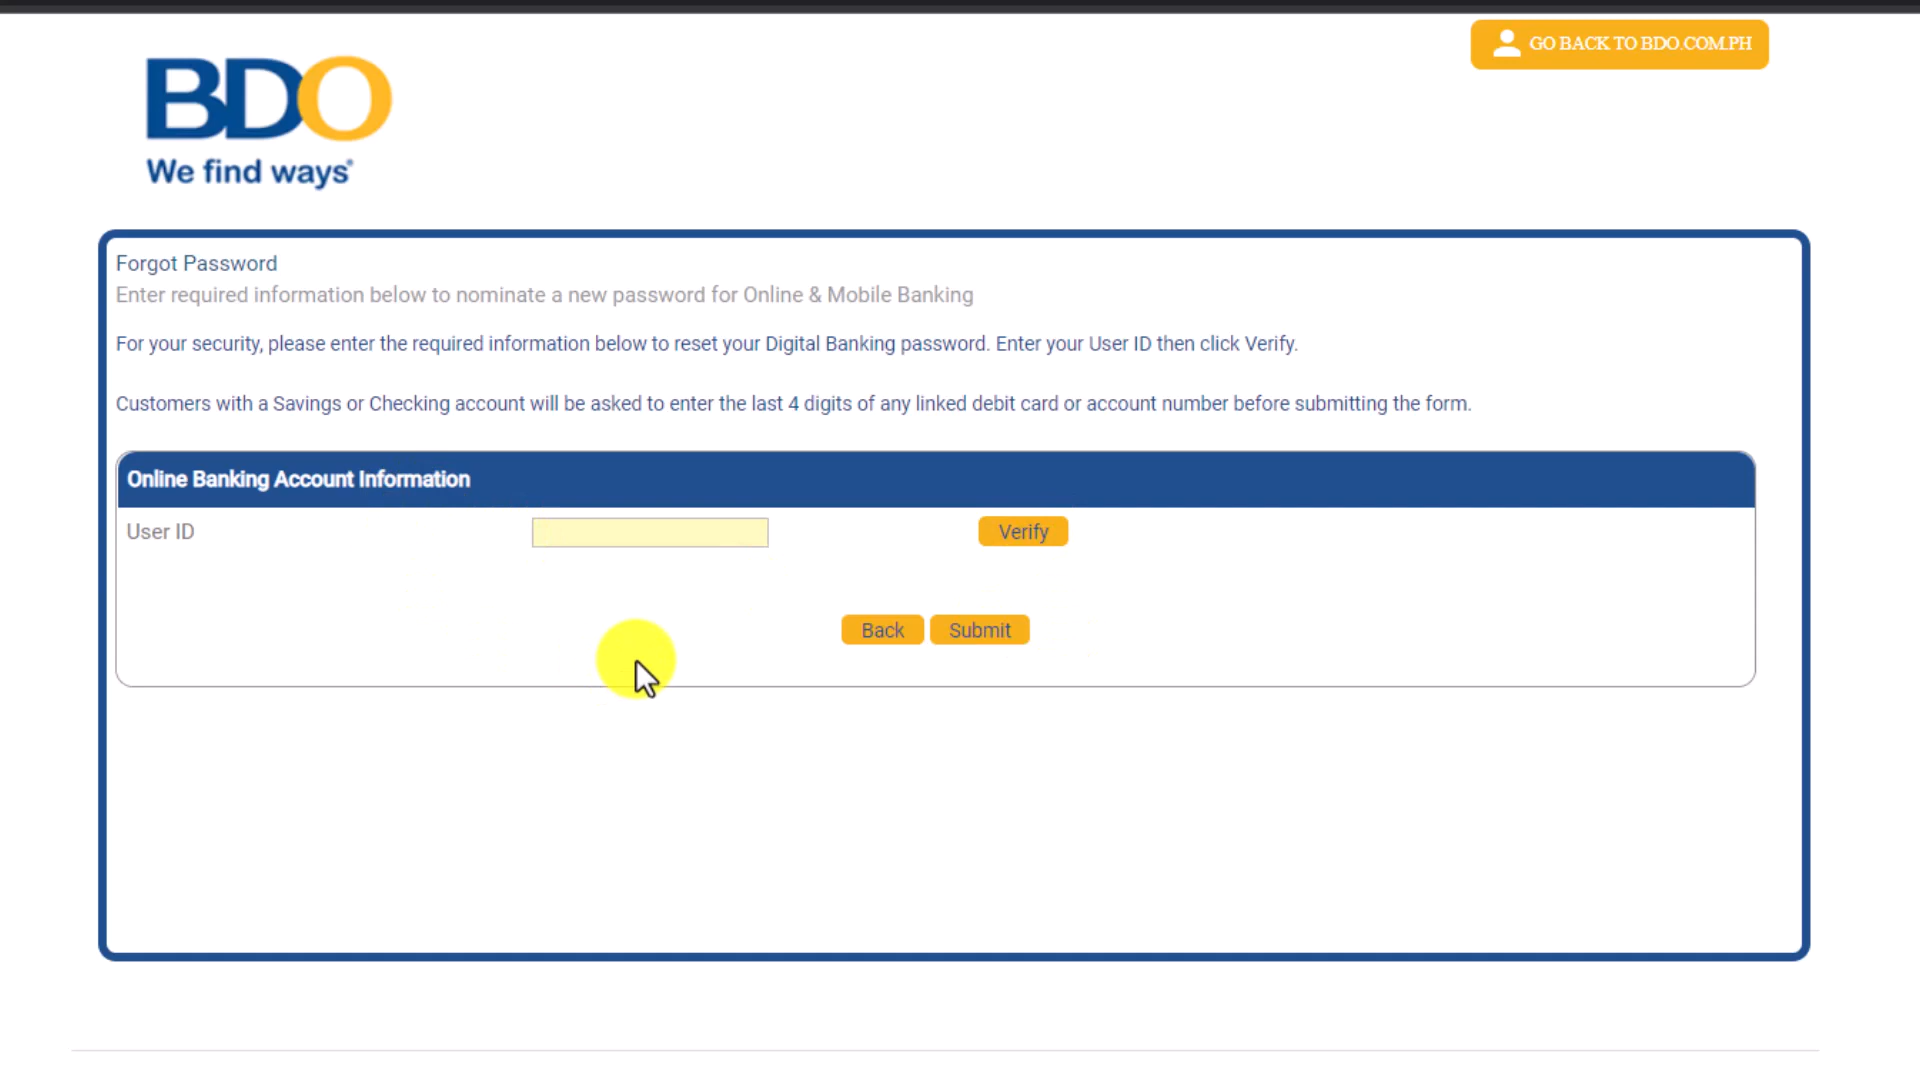 GO BACK TO BDO.COM.PH
BDO
We find ways®
Forgot Password
Enter required information below to nominate a new password for Online & Mobile Banking
For your security, please enter the required information below to reset your Digital Banking password. Enter your User ID then click Verify.
Customers with a Savings or Checking account will be asked to enter the last 4 digits of any linked debit card or account number before submitting the form.
Online Banking Account Information
User ID Verify
Back Submit